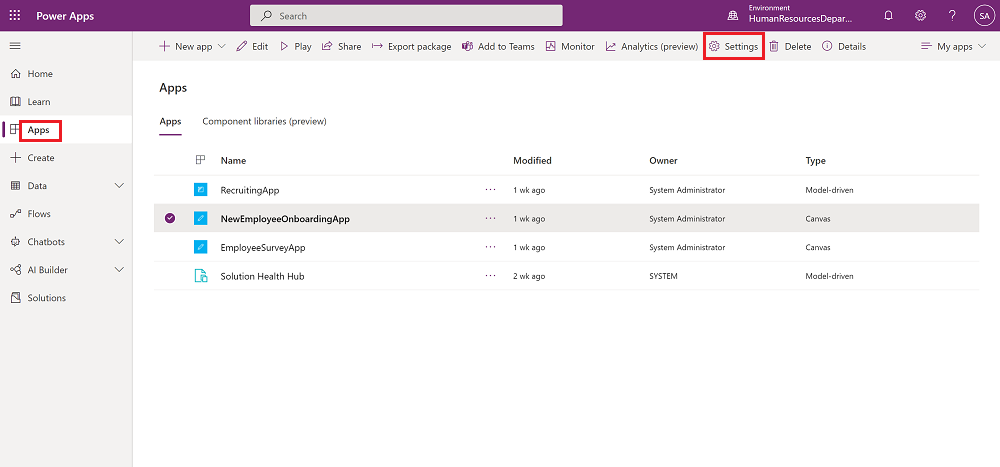 Power Apps
Search
Environment
HumanResourcesDepar...
SA
New app
Edit
Play
Share
Export package
Add to Teams
Monitor
Analytics (preview)
Settings
Delete
Details
My apps
Home
Learn
Apps
Create
Data
Flows
Chatbots
AI Builder
Solutions
Apps
Apps Component libraries (preview)
Name Modified Owner Type
RecruitingApp ... 1 wk ago System Administrator Model-driven
NewEmployeeOnboardingApp ... 1 wk ago System Administrator Canvas
EmployeeSurveyApp ... 1 wk ago System Administrator Canvas
Solution Health Hub ... 2 wk ago SYSTEM Model-driven